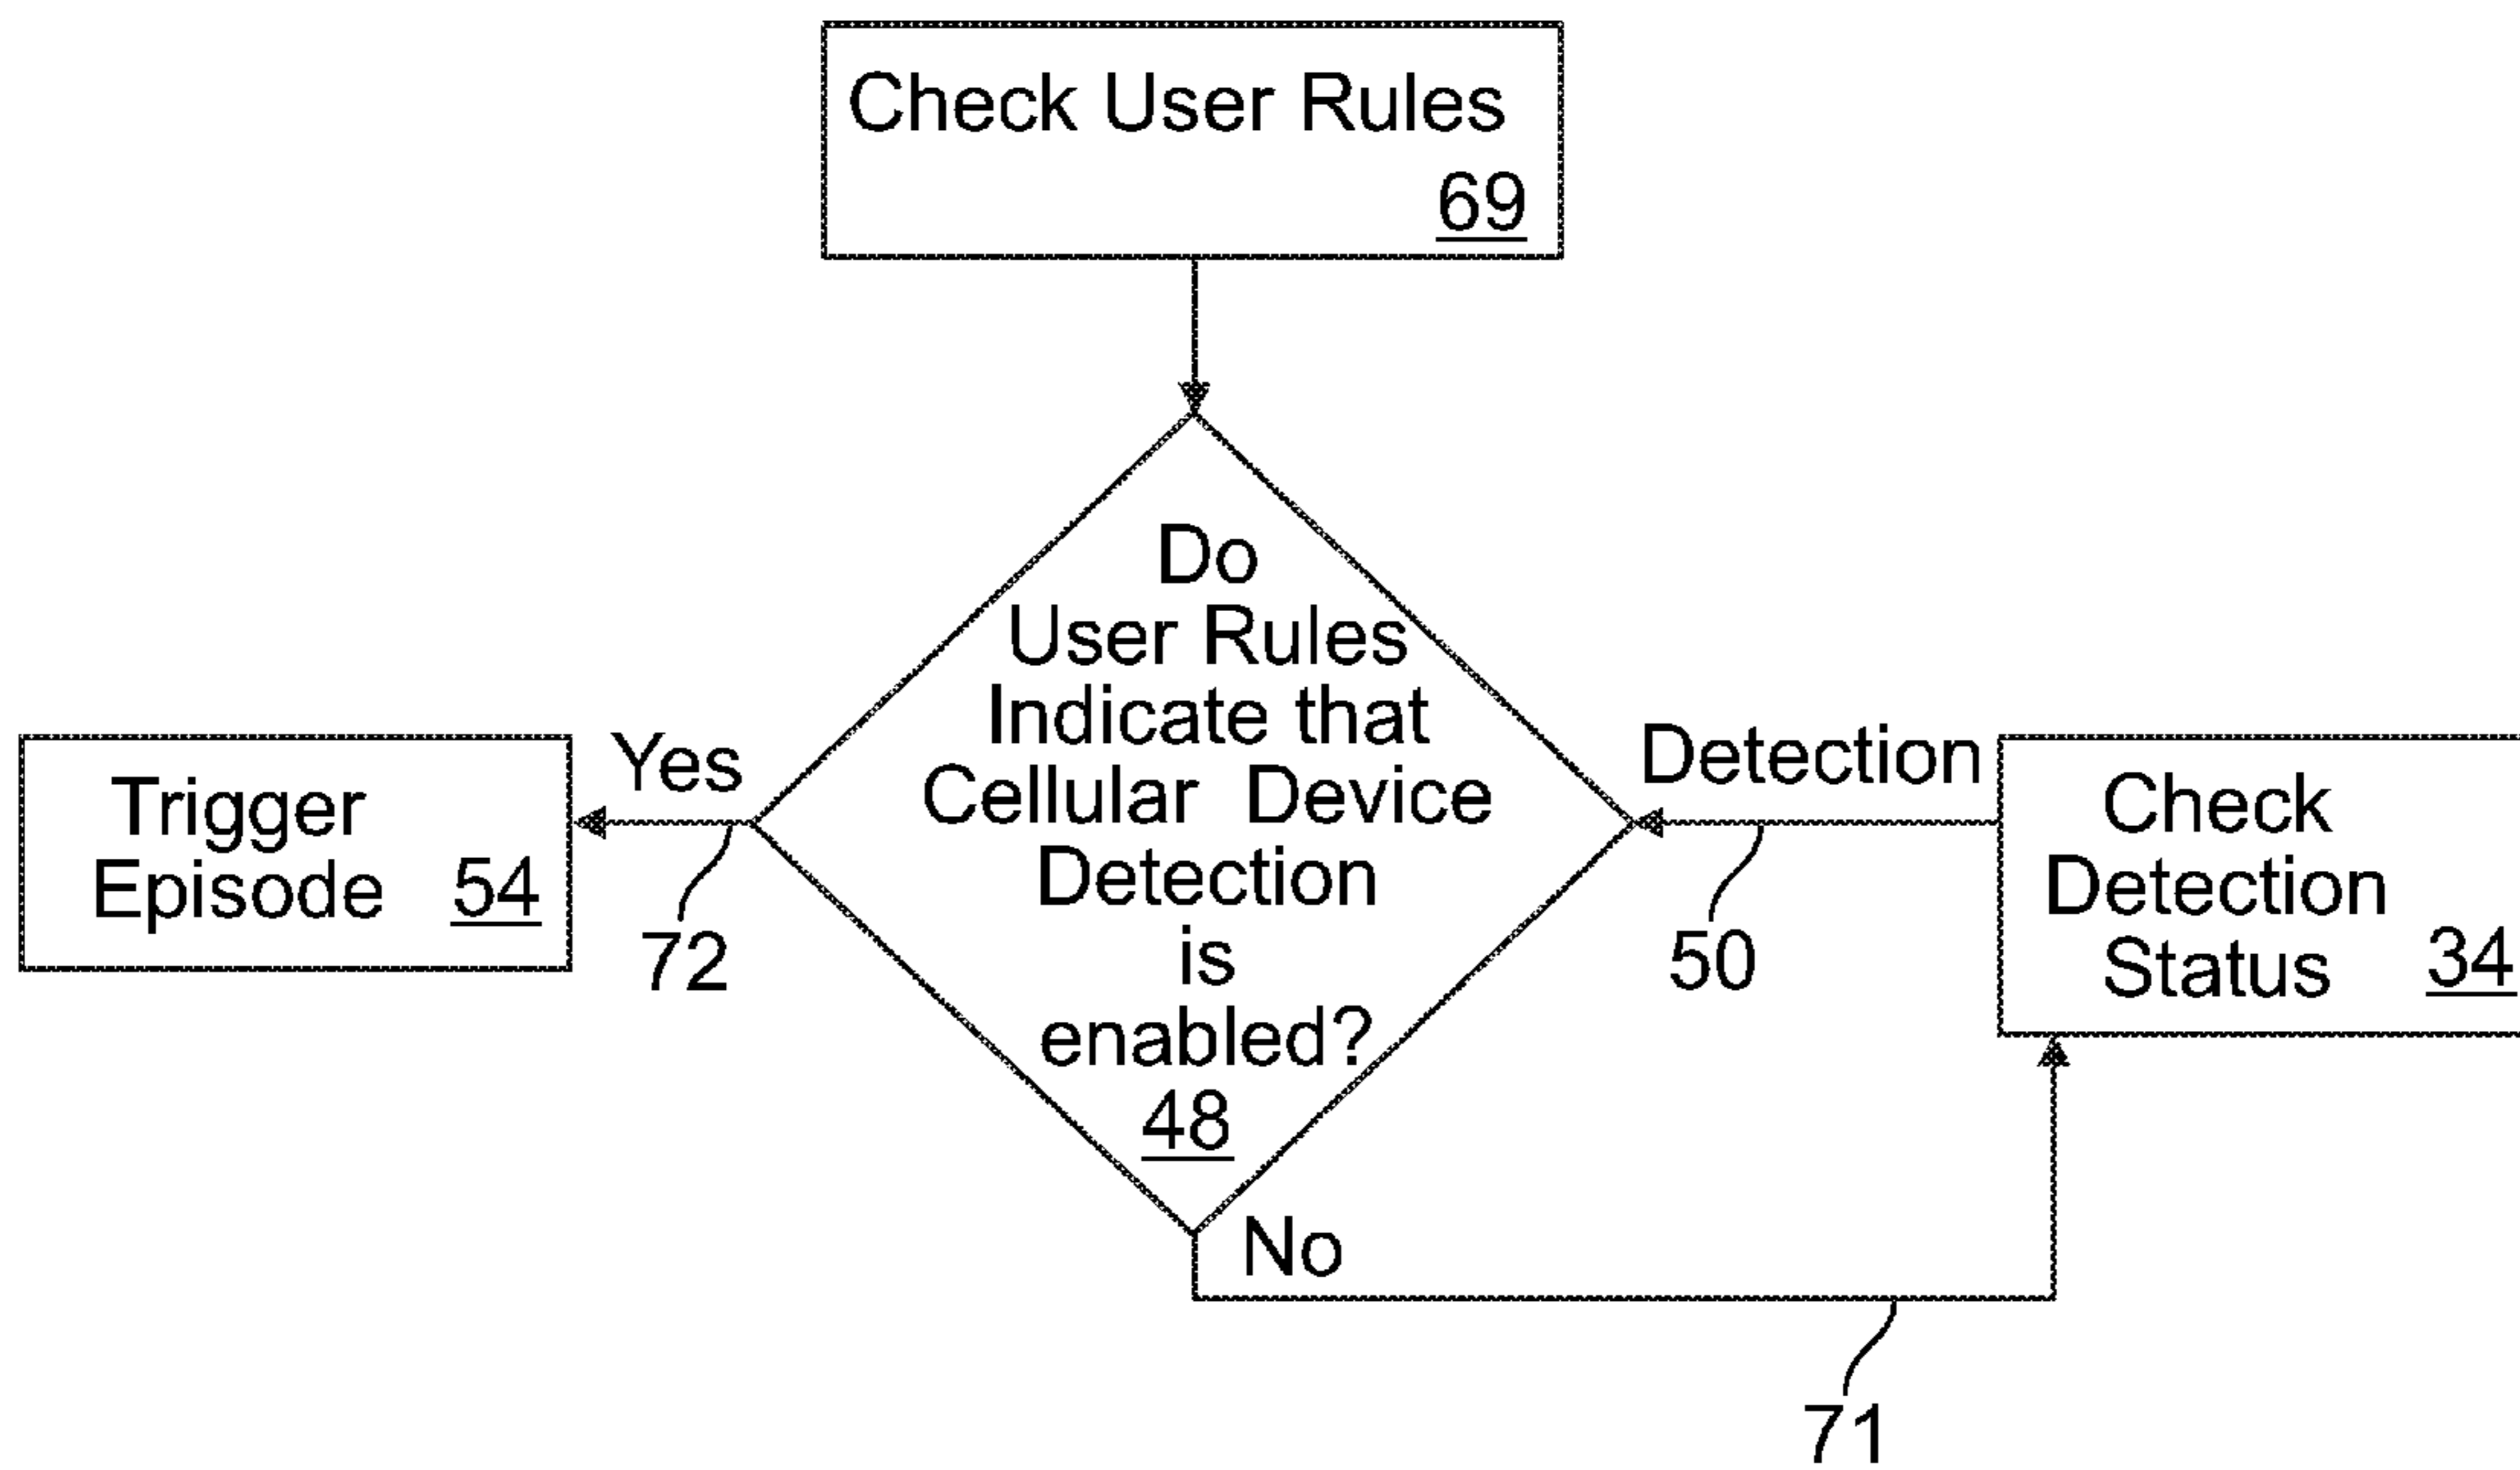 Check User Rules
69
Do
User Rules
Indicate that
Cellular Device
Detection
is
enabled?
48
Yes
Trigger
Episode 54
72
Detection
50
Check
Detection
Status 34
No
71